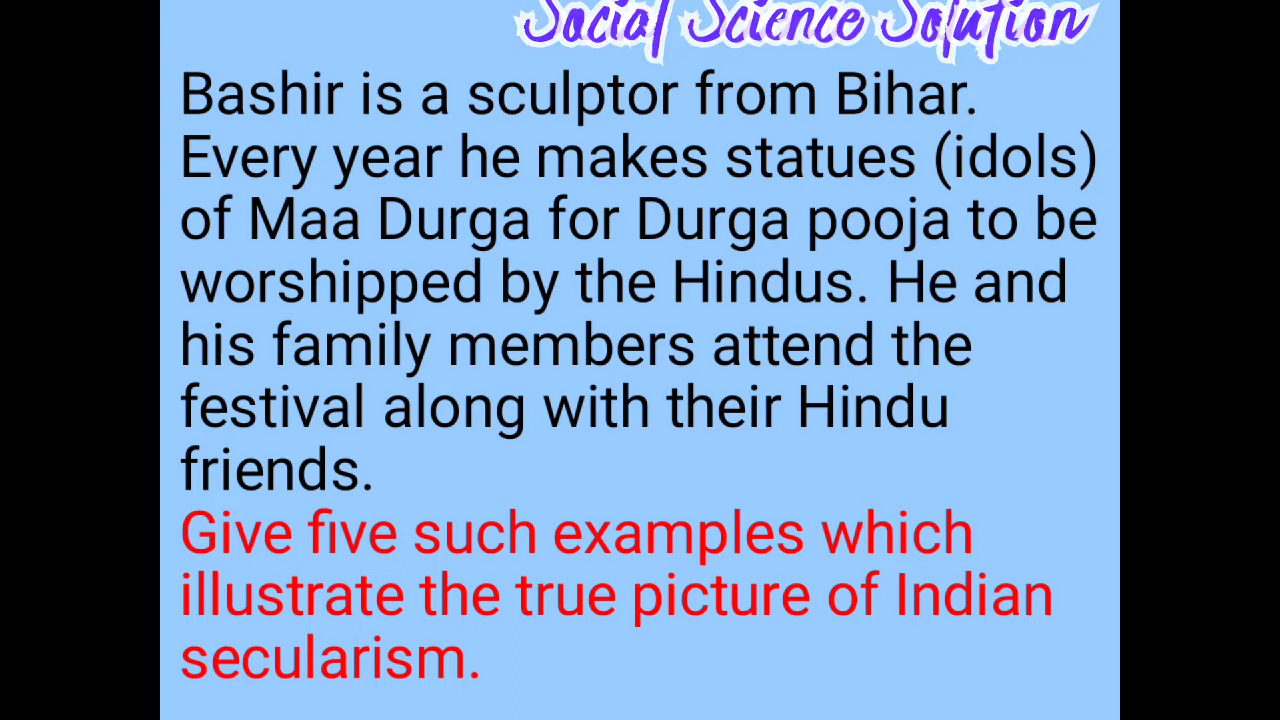 Social Science Solution
Bashir is a sculptor from Bihar.
Every year he makes statues (idols)
of Maa Durga for Durga pooja to be
worshipped by the Hindus. He and
his family members attend the
festival along with their Hindu
friends.
Give five such examples which
illustrate the true picture of Indian
secularism.